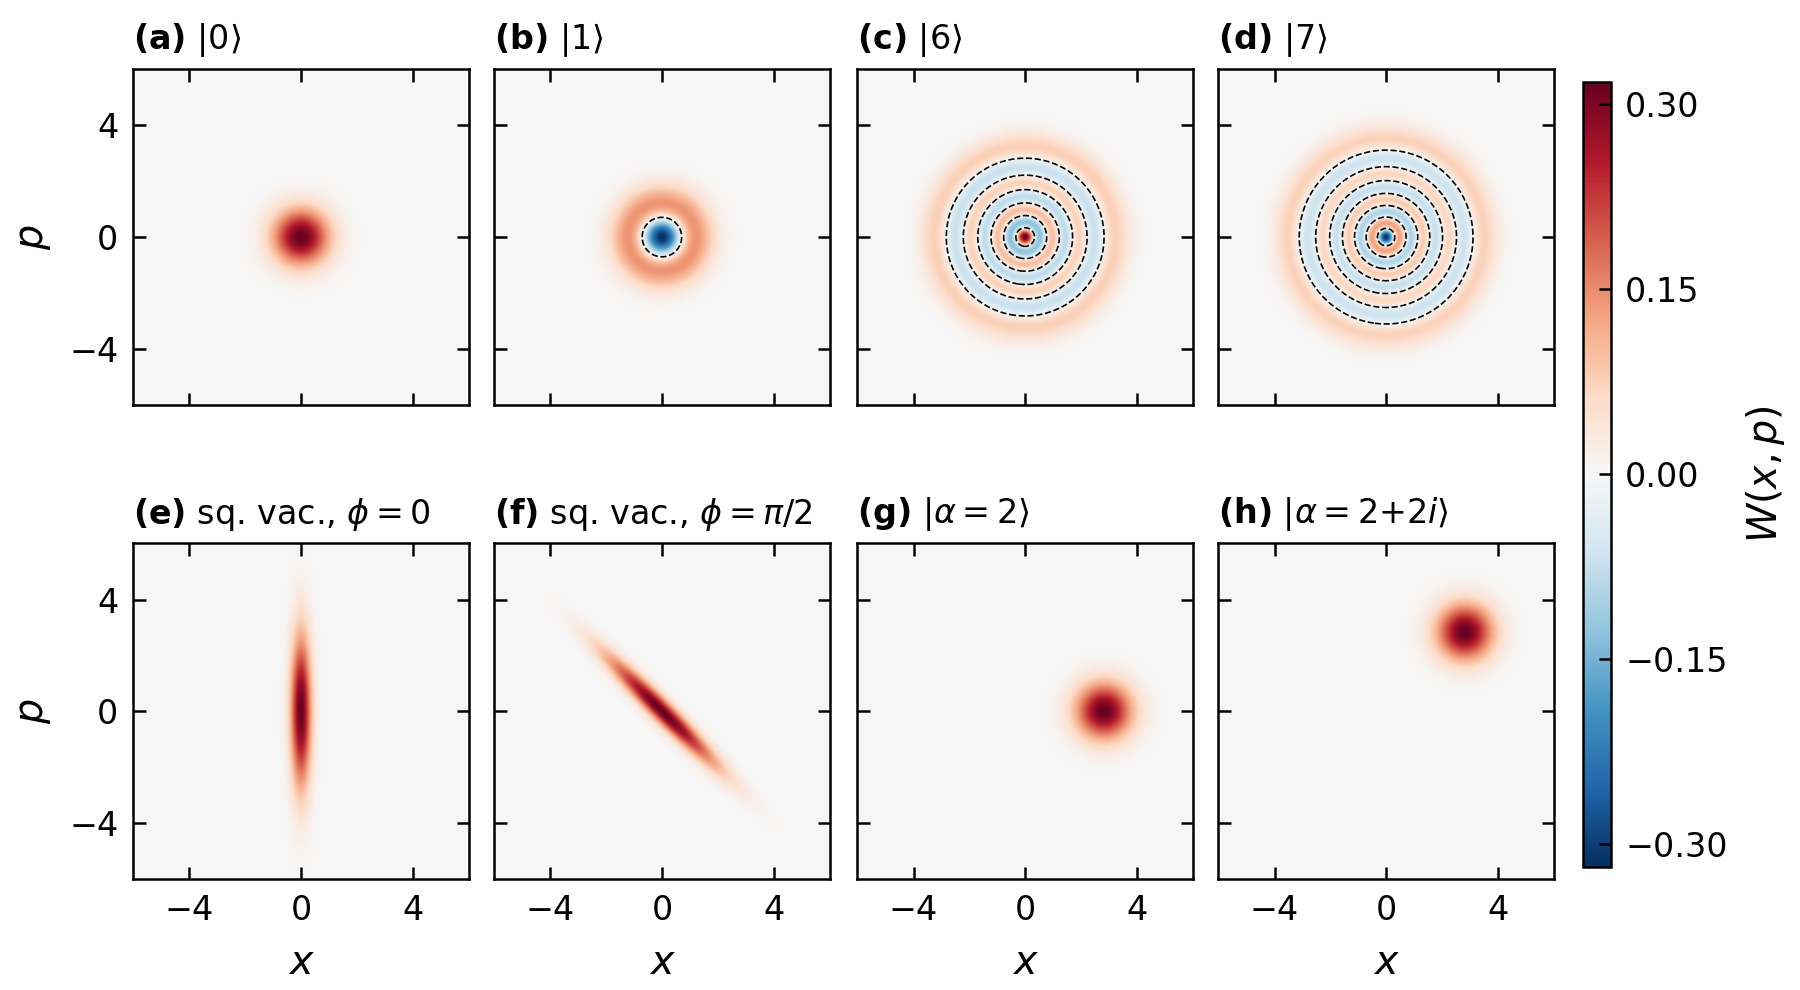 (a) |0⟩
(b) |1⟩
(c) |6⟩
(d) |7⟩
p
4
0
−4
0.30
0.15
0.00
−0.15
−0.30
W(x, p)
(e) sq. vac., ϕ = 0
(f) sq. vac., ϕ = π/2
(g) |α = 2⟩
(h) |α = 2+2i⟩
p
4
0
−4
−4 0 4
−4 0 4
−4 0 4
−4 0 4
x
x
x
x